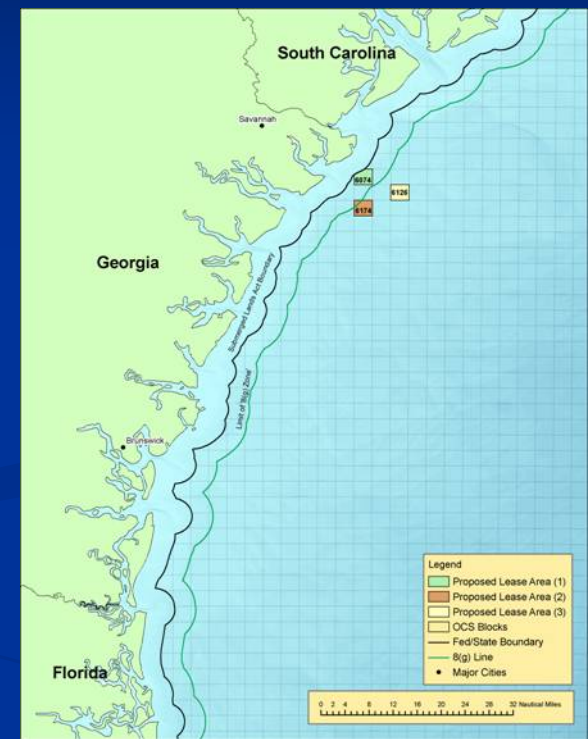 South Carolina
Savannah
6074
6126
6174
Georgia
Submerged Lands Act Boundary
Limit of '8(g) Zone'
Brunswick
Florida
Legend
Proposed Lease Area (1)
Proposed Lease Area (2)
Proposed Lease Area (3)
OCS Blocks
Fed/State Boundary
8(g) Line
Major Cities
0 2 4 8 12 16 20 24 28 32 Nautical Miles